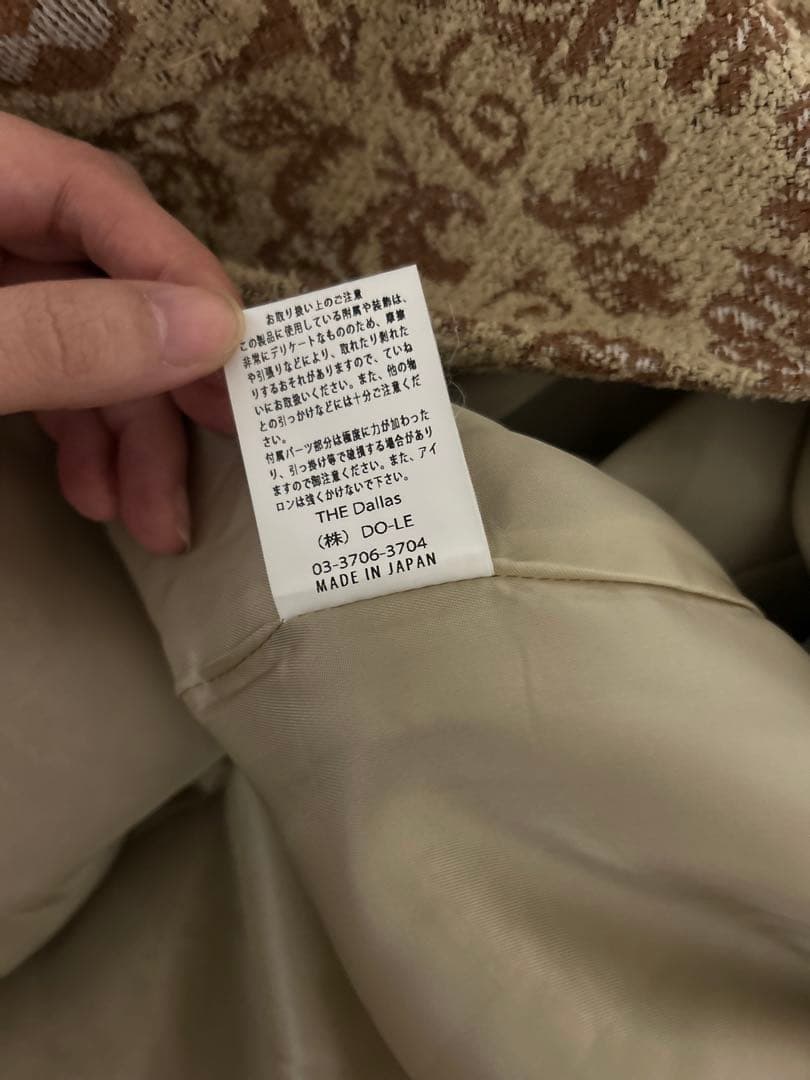 お取り扱い上のご注意
この製品に使用している附属や装飾は、
非常にデリケートなもののため、摩擦
や引張りなどにより、取れたり剥れた
りするおそれがありますので、ていね
いにお取扱いください。また、他の物
との引っかけなどには十分ご注意くだ
さい。
付属パーツ部分は極度に力が加わった
り、引っ掛け等で破損する場合があり
ますので御注意ください。また、アイ
ロンは強くかけないで下さい。
THE Dallas
（株）DO-LE
03-3706-3704
MADE IN JAPAN